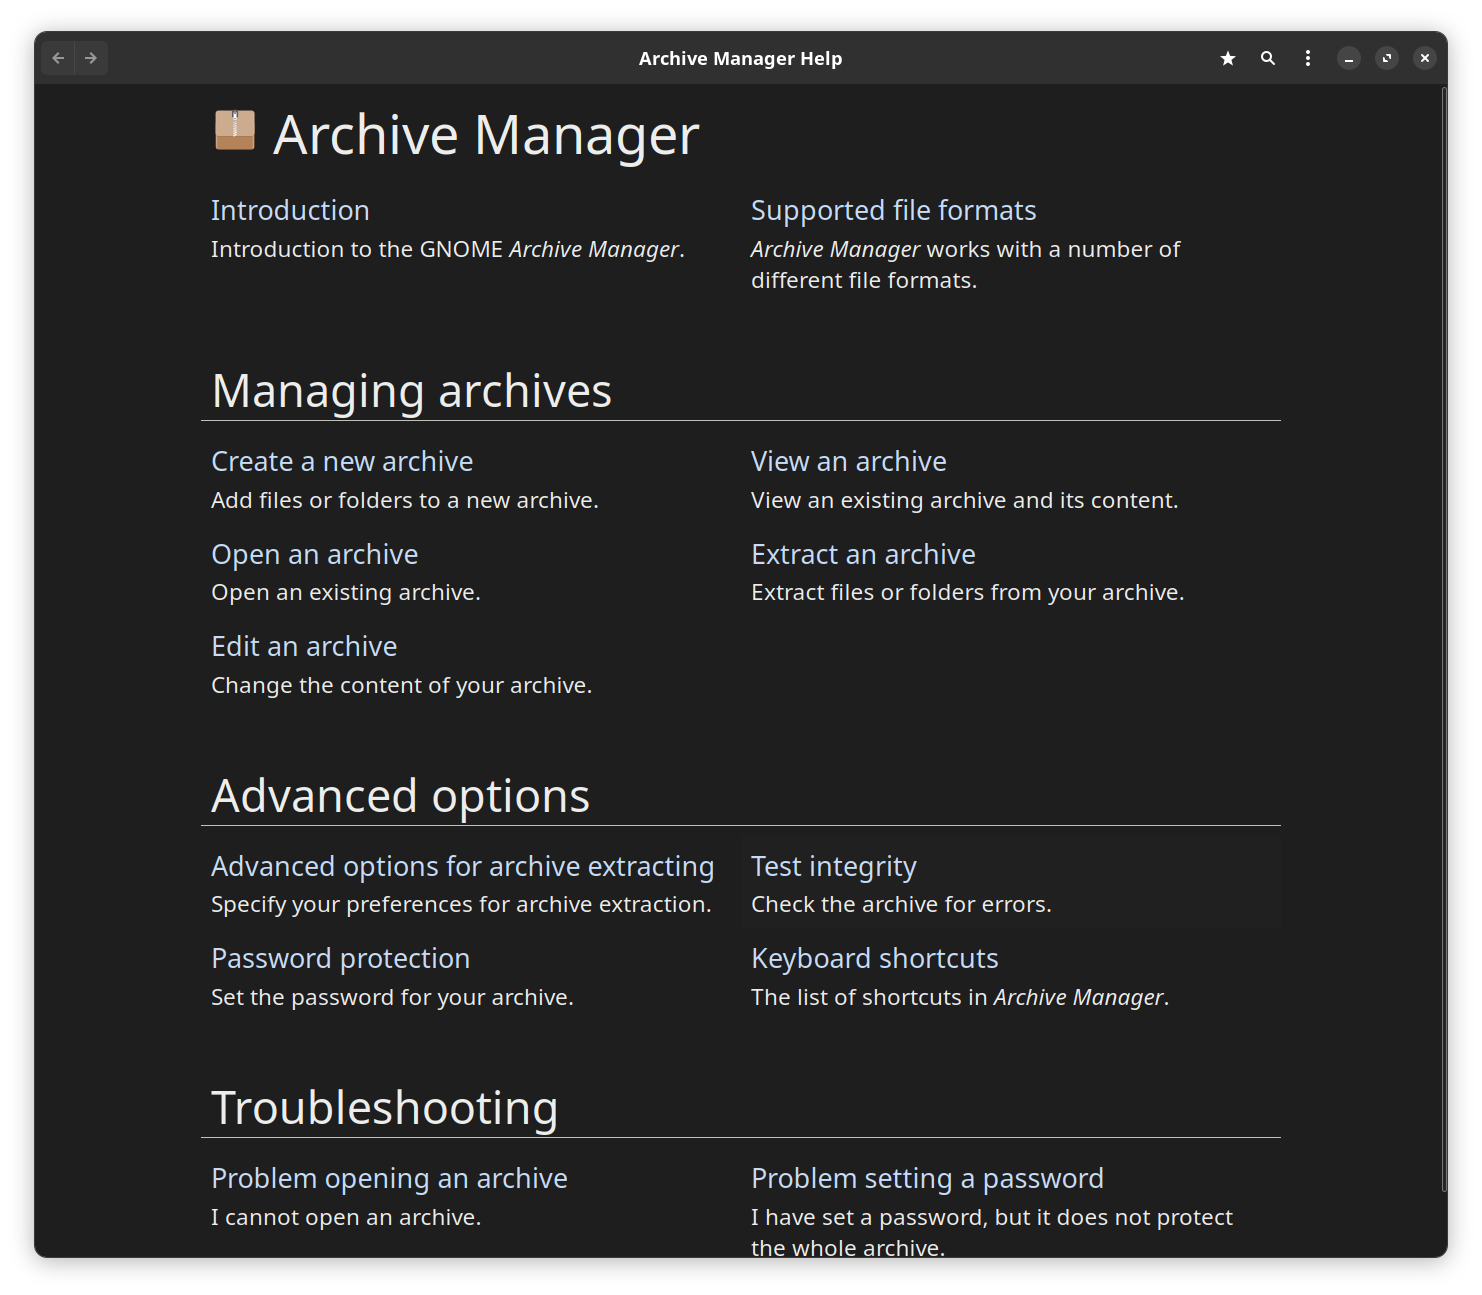 Archive Manager Help
Archive Manager
Introduction
Introduction to the GNOME Archive Manager.
Supported file formats
Archive Manager works with a number of
different file formats.
Managing archives
Create a new archive
Add files or folders to a new archive.
View an archive
View an existing archive and its content.
Open an archive
Open an existing archive.
Extract an archive
Extract files or folders from your archive.
Edit an archive
Change the content of your archive.
Advanced options
Advanced options for archive extracting
Specify your preferences for archive extraction.
Test integrity
Check the archive for errors.
Password protection
Set the password for your archive.
Keyboard shortcuts
The list of shortcuts in Archive Manager.
Troubleshooting
Problem opening an archive
I cannot open an archive.
Problem setting a password
I have set a password, but it does not protect
the whole archive.